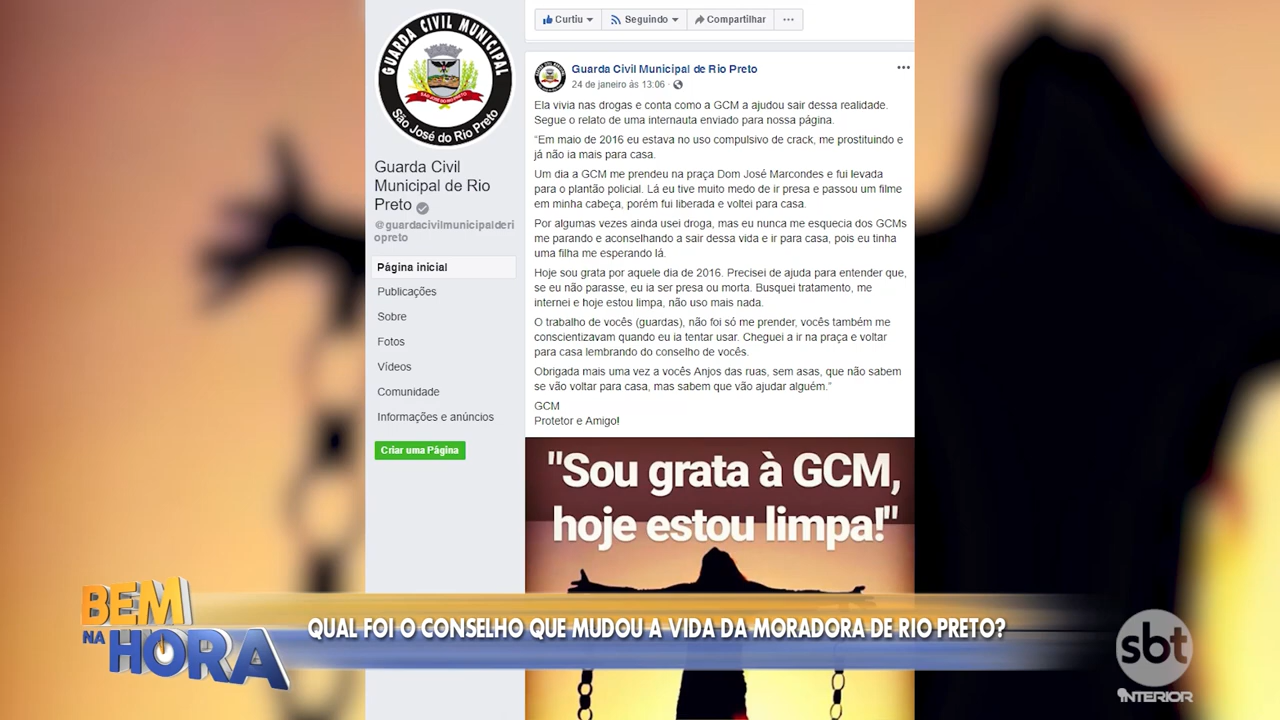 GUARDA CIVIL MUNICIPAL
SÃO JOSÉ DO RIO PRETO
São José do Rio Preto
Guarda Civil
Municipal de Rio
Preto
@guardacivilmunicipalderi
opreto
Página inicial
Publicações
Sobre
Fotos
Vídeos
Comunidade
Informações e anúncios
Criar uma Página
Curtiu
Seguindo
Compartilhar
Guarda Civil Municipal de Rio Preto
24 de janeiro às 13:06
Ela vivia nas drogas e conta como a GCM a ajudou sair dessa realidade.
Segue o relato de uma internauta enviado para nossa página.
“Em maio de 2016 eu estava no uso compulsivo de crack, me prostituindo e
já não ia mais para casa.
Um dia a GCM me prendeu na praça Dom José Marcondes e fui levada
para o plantão policial. Lá eu tive muito medo de ir presa e passou um filme
em minha cabeça, porém fui liberada e voltei para casa.
Por algumas vezes ainda usei droga, mas eu nunca me esquecia dos GCMs
me parando e aconselhando a sair dessa vida e ir para casa, pois eu tinha
uma filha me esperando lá.
Hoje sou grata por aquele dia de 2016. Precisei de ajuda para entender que,
se eu não parasse, eu ia ser presa ou morta. Busquei tratamento, me
internei e hoje estou limpa, não uso mais nada.
O trabalho de vocês (guardas), não foi só me prender, vocês também me
conscientizavam quando eu ia tentar usar. Cheguei a ir na praça e voltar
para casa lembrando do conselho de vocês.
Obrigada mais uma vez a vocês Anjos das ruas, sem asas, que não sabem
se vão voltar para casa, mas sabem que vão ajudar alguém.”
GCM
Protetor e Amigo!
"Sou grata à GCM,
hoje estou limpa!"
BEM
NA HORA
QUAL FOI O CONSELHO QUE MUDOU A VIDA DA MORADORA DE RIO PRETO?
sbt
INTERIOR